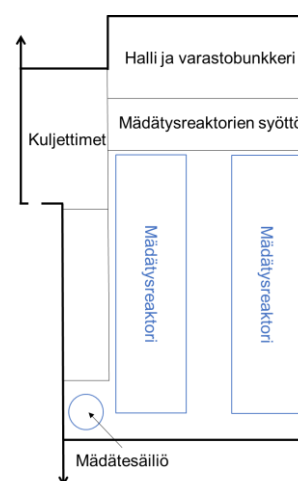 Halli ja varastobunkkeri
Mädätysreaktorien syöttö
Kuljettimet
Mädätysreaktori
Mädätysreaktori
Mädätesäiliö